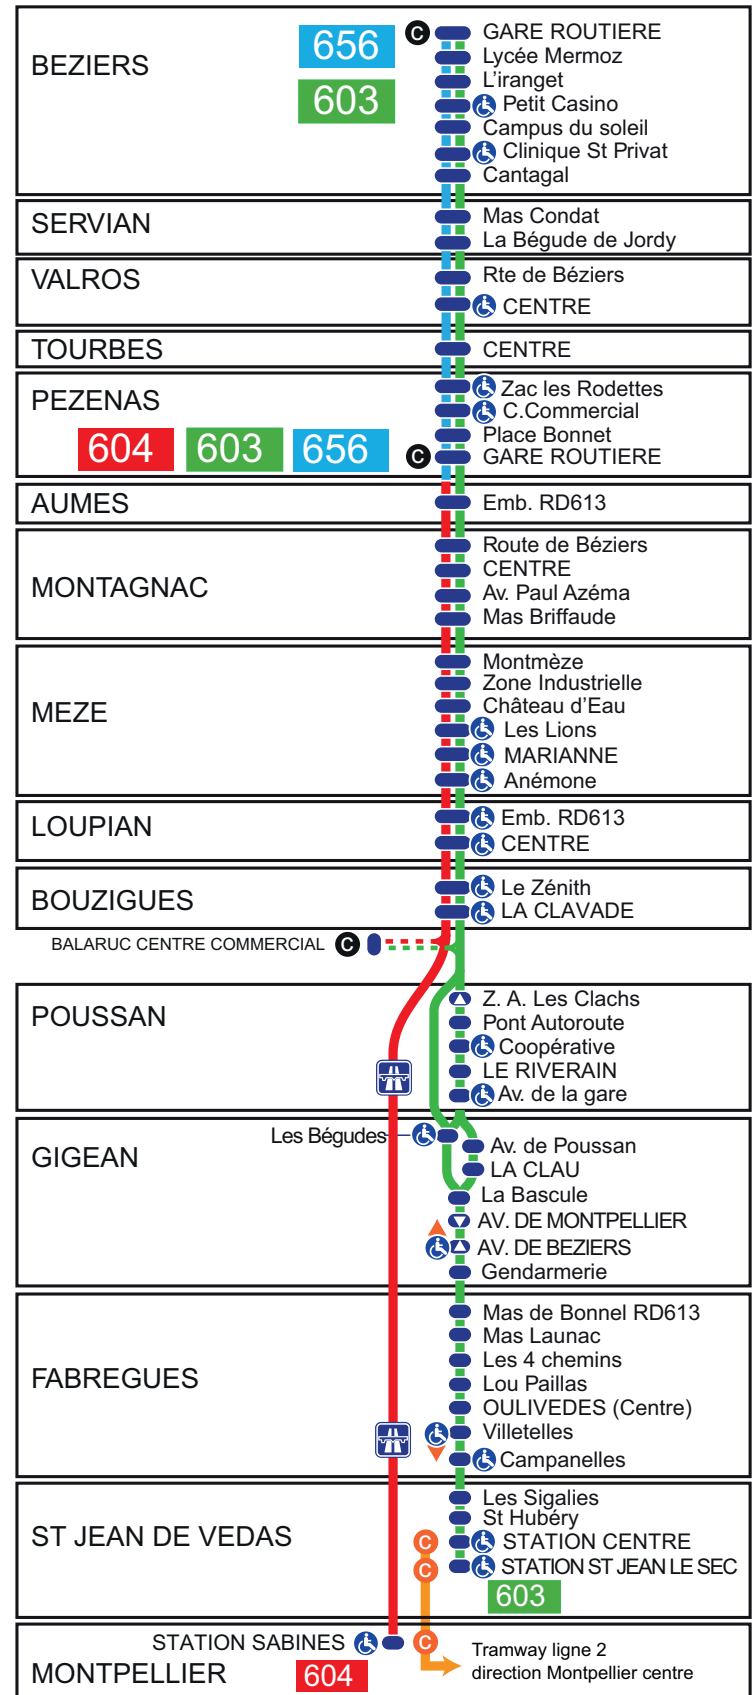 BEZIERS
656
603
C GARE ROUTIERE
Lycée Mermoz
L'iranget
Petit Casino
Campus du soleil
Clinique St Privat
Cantagal
SERVIAN
Mas Condat
La Bégude de Jordy
VALROS
Rte de Béziers
CENTRE
TOURBES
CENTRE
PEZENAS
604 603 656
Zac les Rodettes
C.Commercial
Place Bonnet
C GARE ROUTIERE
AUMES
Emb. RD613
MONTAGNAC
Route de Béziers
CENTRE
Av. Paul Azéma
Mas Briffaude
MEZE
Montmèze
Zone Industrielle
Château d'Eau
Les Lions
MARIANNE
Anémone
LOUPIAN
Emb. RD613
CENTRE
BOUZIGUES
Le Zénith
LA CLAVADE
BALARUC CENTRE COMMERCIAL C
POUSSAN
Z. A. Les Clachs
Pont Autoroute
Coopérative
LE RIVERAIN
Av. de la gare
GIGEAN
Les Bégudes
Av. de Poussan
LA CLAU
La Bascule
AV. DE MONTPELLIER
AV. DE BEZIERS
Gendarmerie
FABREGUES
Mas de Bonnel RD613
Mas Launac
Les 4 chemins
Lou Paillas
OULIVEDES (Centre)
Villetelles
Campanelles
ST JEAN DE VEDAS
Les Sigalies
St Hubéry
C STATION CENTRE
C STATION ST JEAN LE SEC
603
STATION SABINES C
MONTPELLIER 604
Tramway ligne 2
direction Montpellier centre